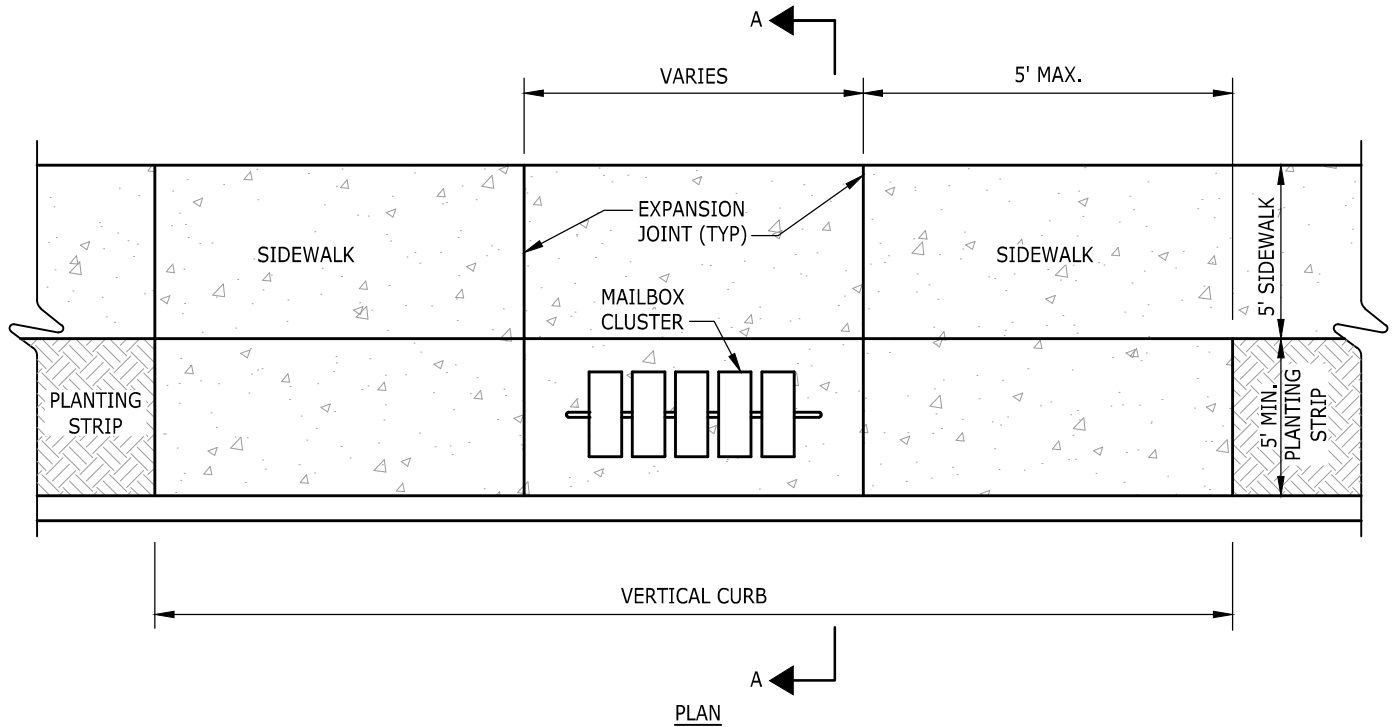 A
VARIES
5' MAX.
EXPANSION
JOINT (TYP)
SIDEWALK
SIDEWALK
5' SIDEWALK
MAILBOX
CLUSTER
PLANTING
STRIP
5' MIN.
PLANTING
STRIP
VERTICAL CURB
A
PLAN